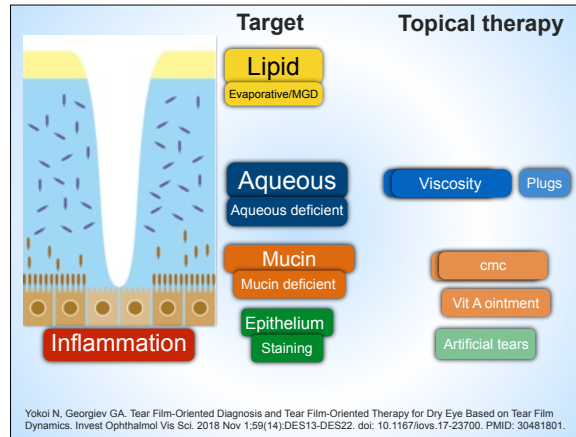 Target
Topical therapy
Lipid
Evaporative/MGD
Aqueous
Aqueous deficient
Viscosity
Plugs
Mucin
Mucin deficient
cmc
Vit A ointment
Epithelium
Staining
Inflammation
Artificial tears
Yokoi N, Georgiev GA. Tear Film-Oriented Diagnosis and Tear Film-Oriented Therapy for Dry Eye Based on Tear Film
Dynamics. Invest Ophthalmol Vis Sci. 2018 Nov 1;59(14):DES13-DES22. doi: 10.1167/iovs.17-23700. PMID: 30481801.